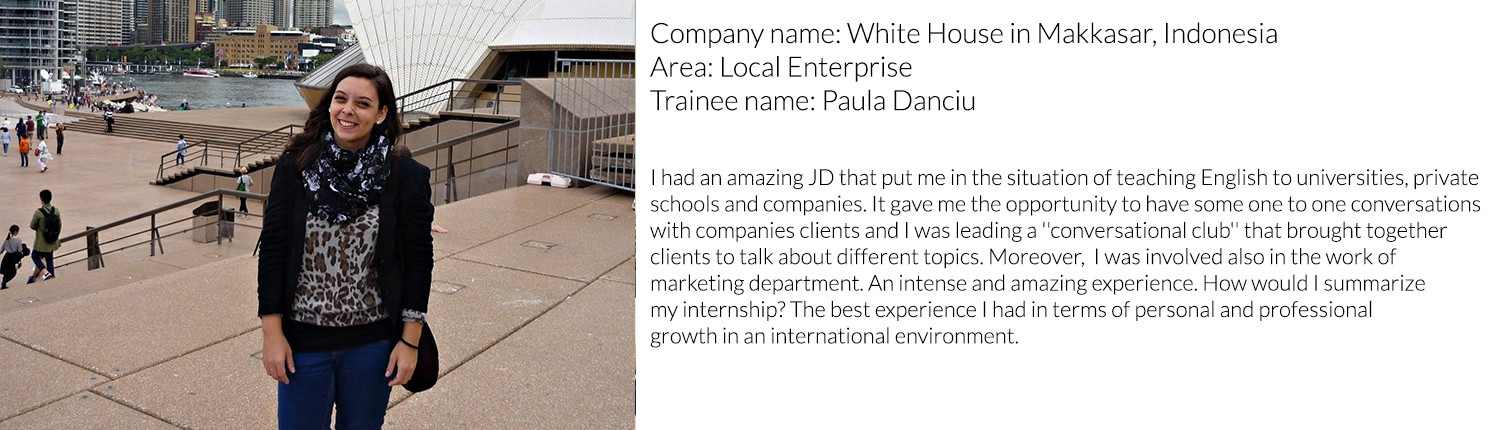 Company name: White House in Makkasar, Indonesia
Area: Local Enterprise
Trainee name: Paula Danciu
I had an amazing JD that put me in the situation of teaching English to universities, private
schools and companies. It gave me the opportunity to have some one to one conversations
with companies clients and I was leading a ''conversational club'' that brought together
clients to talk about different topics. Moreover,  I was involved also in the work of
marketing department. An intense and amazing experience. How would I summarize
my internship? The best experience I had in terms of personal and professional
growth in an international environment.